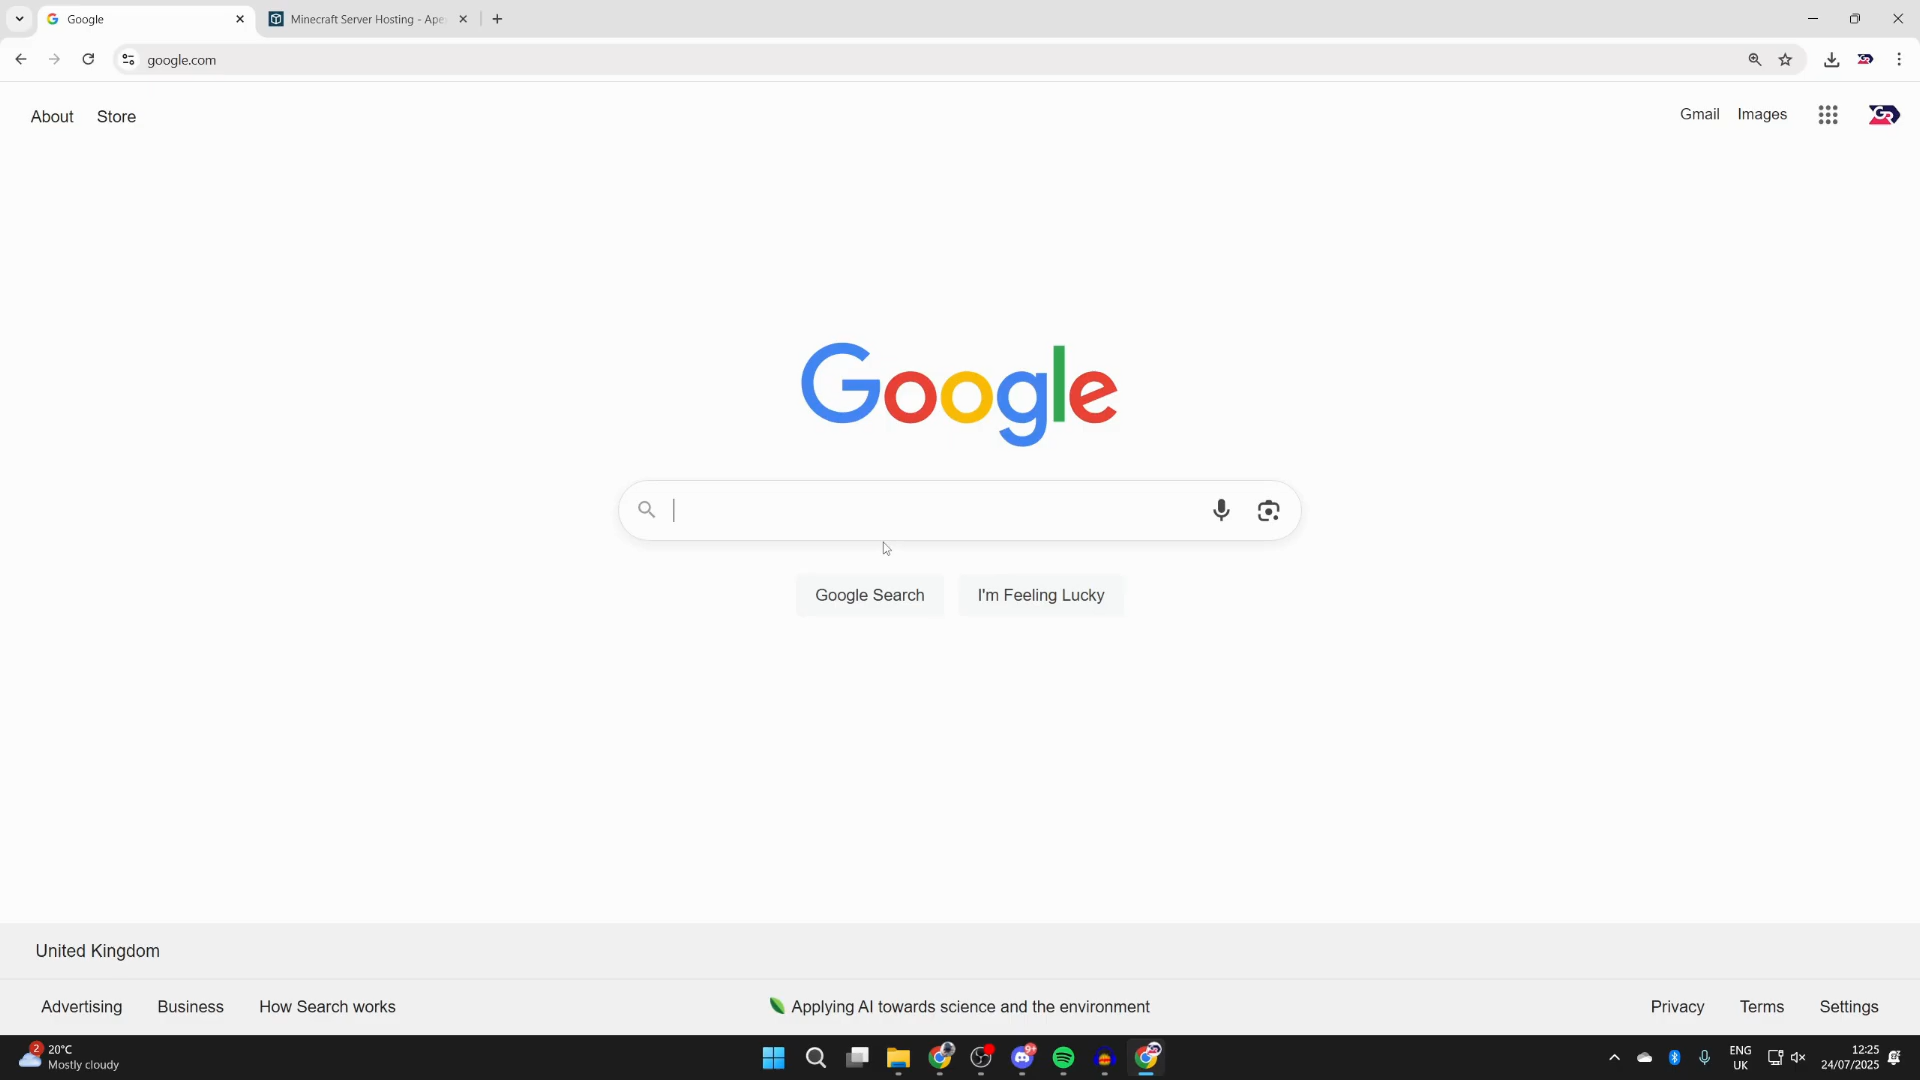 Google
Minecraft Server Hosting - Ape
google.com
About
Store
Gmail
Images
Google
Google Search
I'm Feeling Lucky
United Kingdom
Advertising
Business
How Search works
Applying AI towards science and the environment
Privacy
Terms
Settings
2
20°C
Mostly cloudy
9+
ENG
UK
12:25
24/07/2025